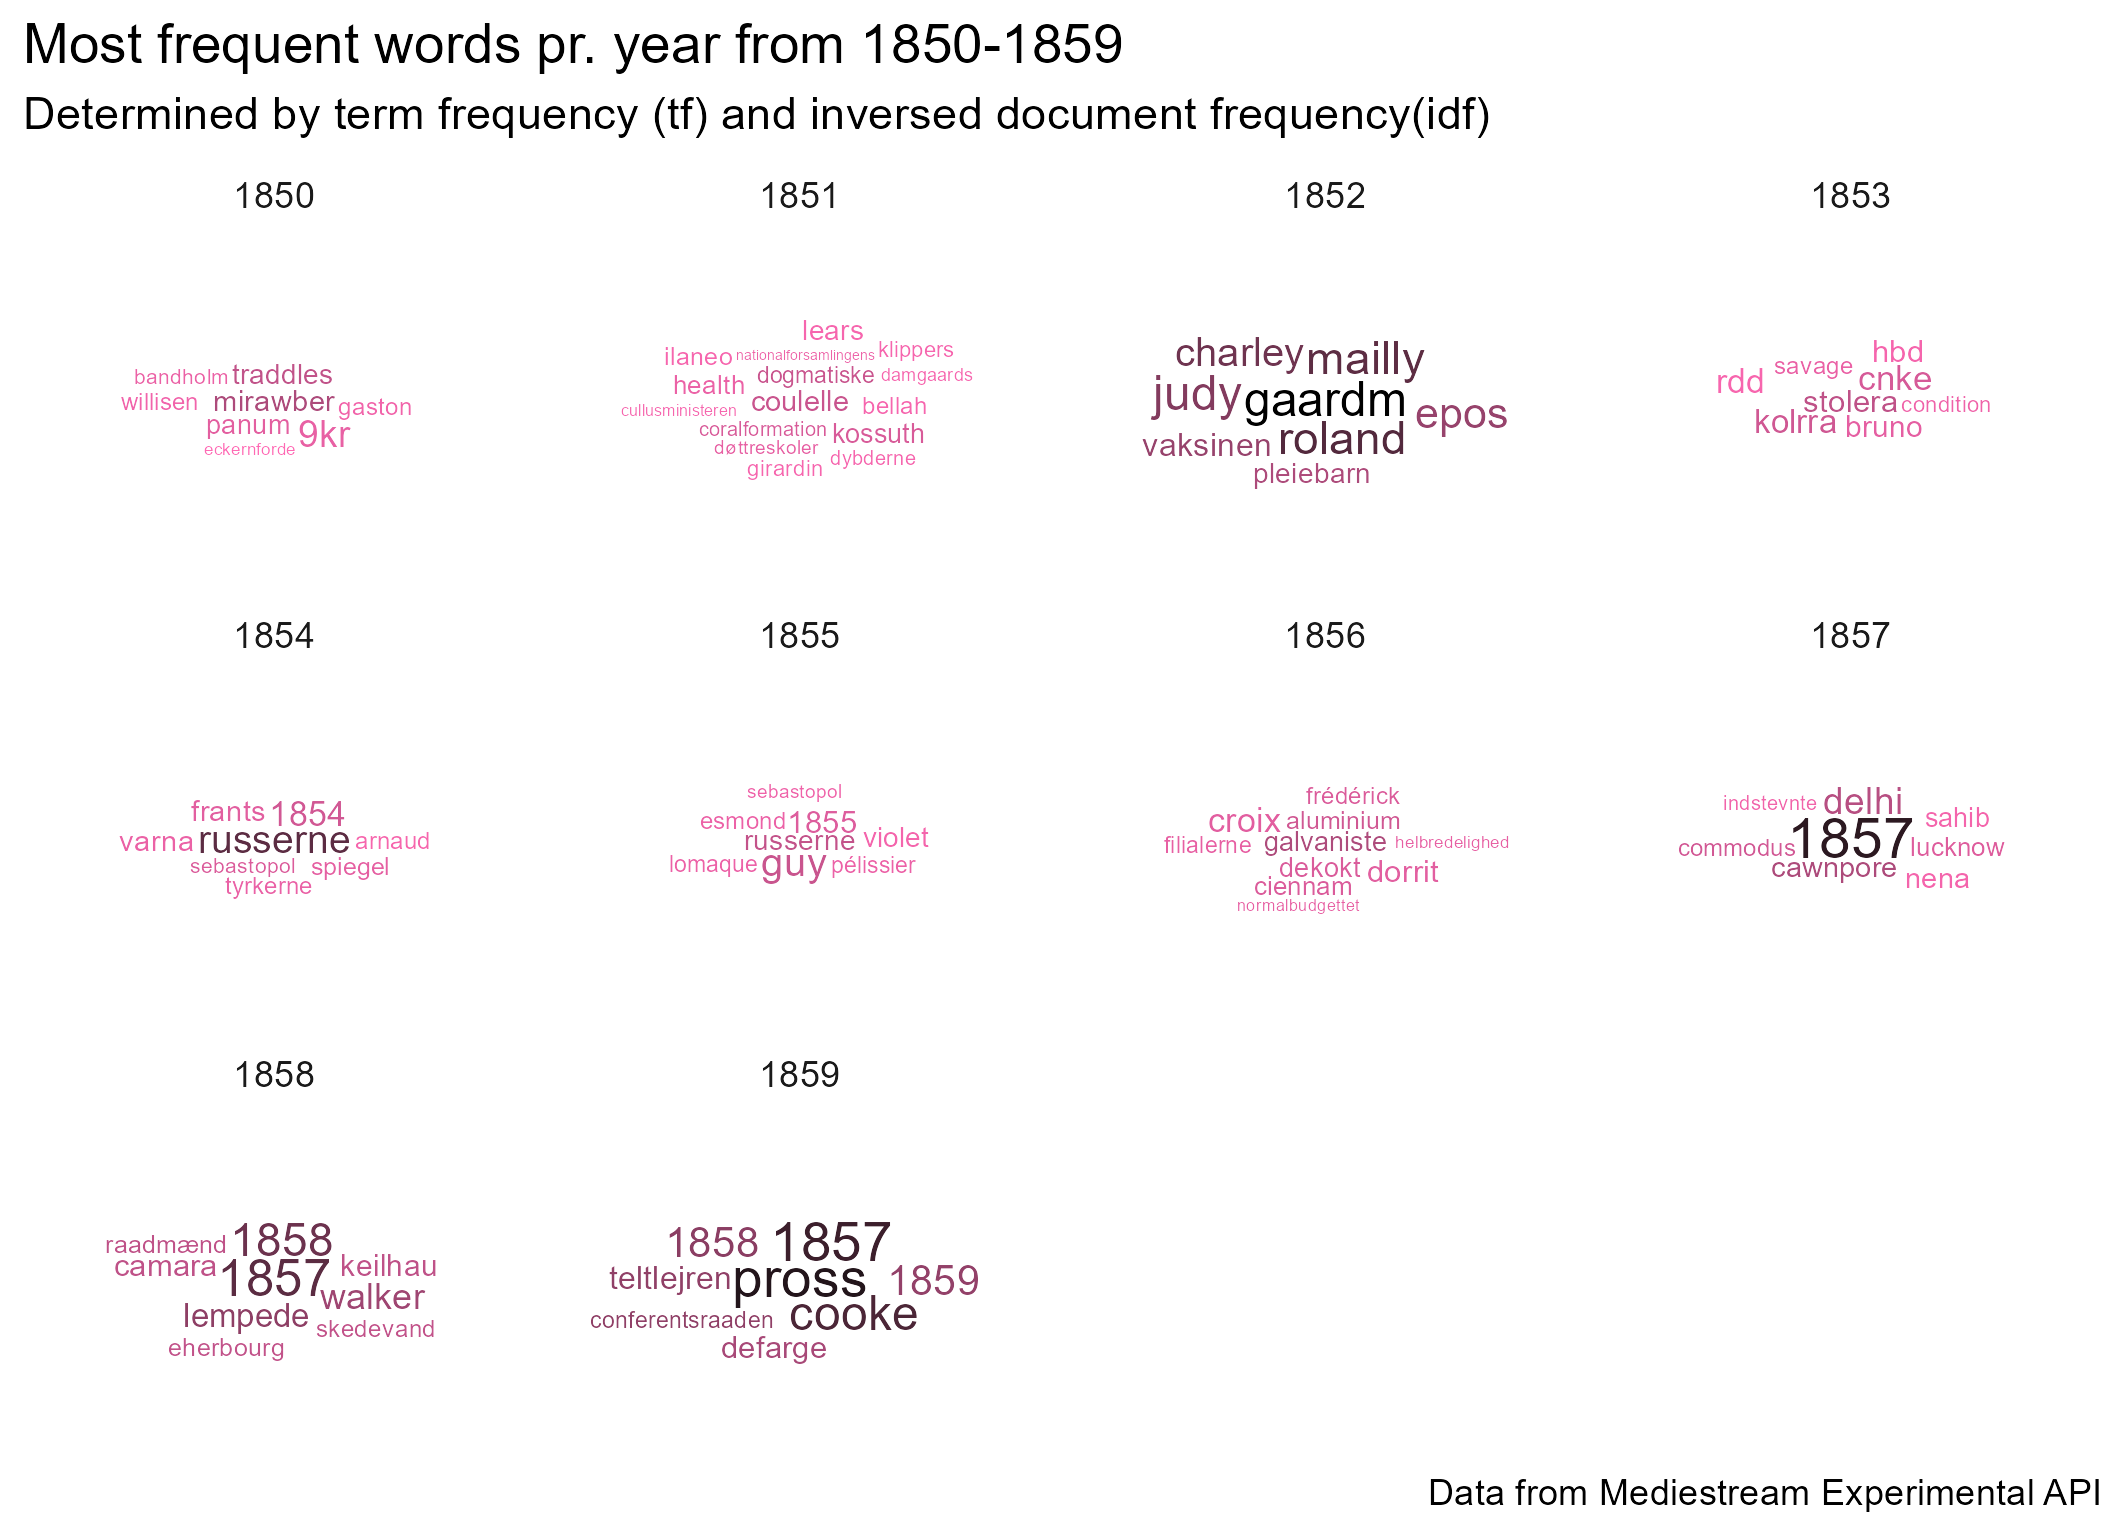 Most frequent words pr. year from 1850-1859
Determined by term frequency (tf) and inversed document frequency(idf)
1850
bandholm traddles
willisen mirawber gaston
panum 9kr
eckernforde
1851
lears
ilaneo nationalforsamlingens klippers
health dogmatiske damgaards
cullusministeren coulelle bellah
coralformation kossuth
døttreskoler dybderne
girardin
1852
charley mailly
judy gaardm epos
vaksinen roland
pleiebarn
1853
hbd
rdd savage cnke
stolera condition
kolrra bruno
1854
frants 1854
varna russerne arnaud
sebastopol spiegel
tyrkerne
1855
sebastopol
esmond 1855
russerne violet
lomaque guy pélissier
1856
frédérick
croix aluminium
filialerne galvaniste helbredelighed
dekokt dorrit
ciennam
normalbudgettet
1857
indstevnte delhi sahib
commodus 1857 lucknow
cawnpore nena
1858
raadmænd 1858
camara 1857 keilhau
walker
lempede skedevand
eherbourg
1859
1858 1857
teltlejren pross 1859
conferentsraaden cooke
defarge
Data from Mediestream Experimental API